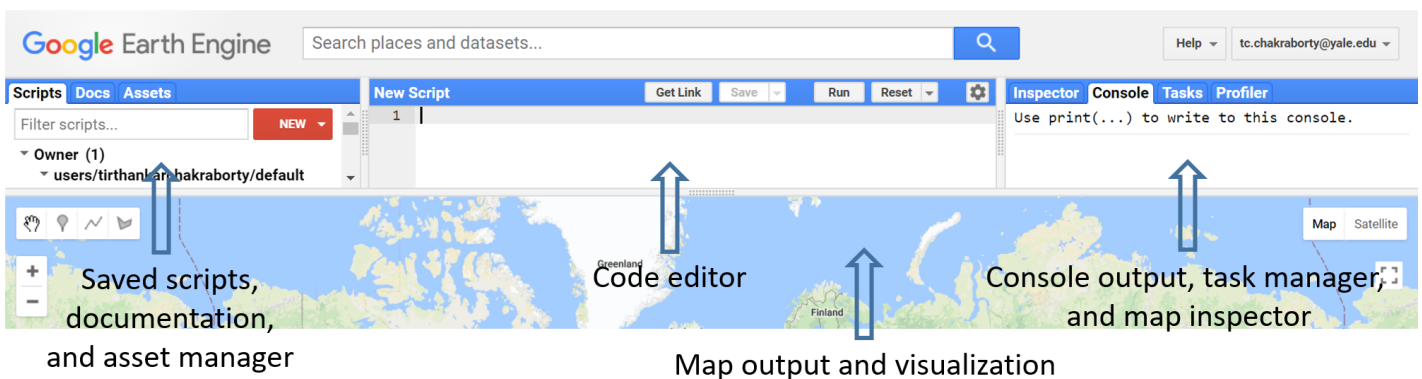 Google Earth Engine
Search places and datasets...
Help
tc.chakraborty@yale.edu
Scripts Docs Assets
New Script
Get Link Save Run Reset
Inspector Console Tasks Profiler
Filter scripts...
NEW
1
Use print(...) to write to this console.
Owner (1)
users/tirthankarchakraborty/default
Map Satellite
Greenland
Finland
Saved scripts,
documentation,
and asset manager
Code editor
Console output, task manager,
and map inspector
Map output and visualization